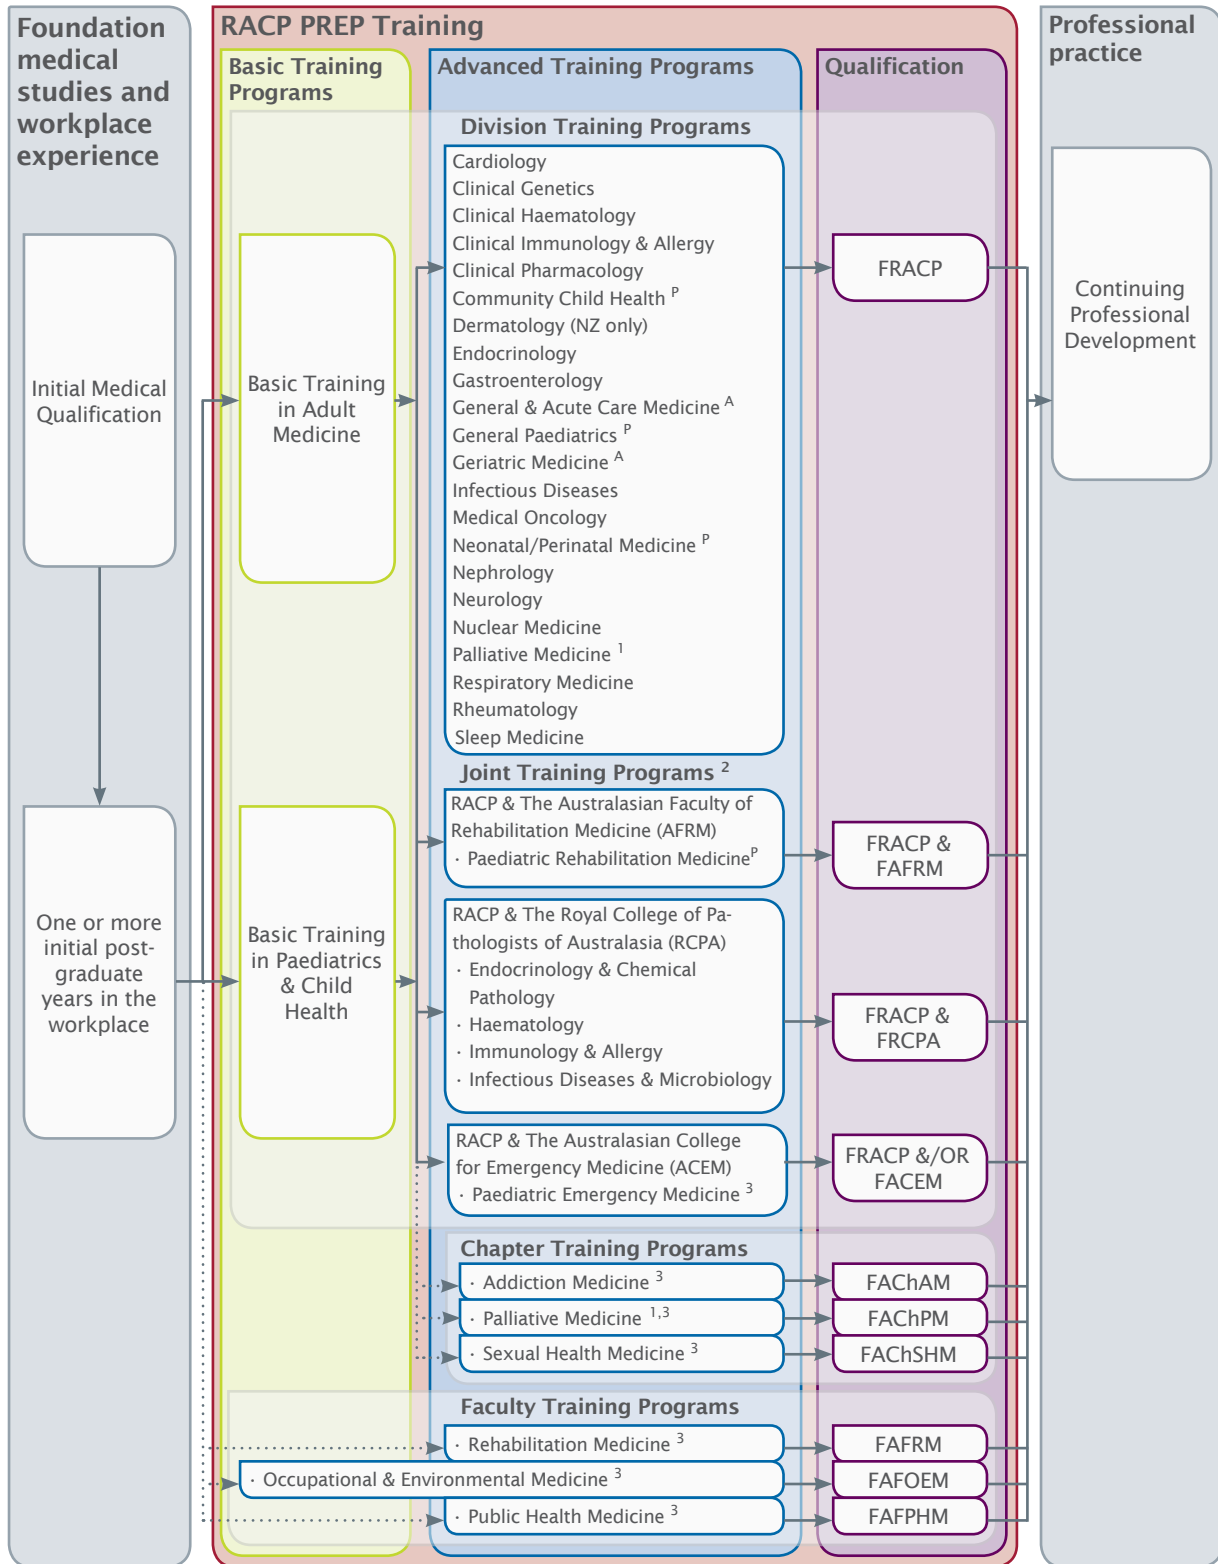 Foundation
medical
studies and
workplace
experience
Initial Medical
Qualification
One or more
initial post-
graduate
years in the
workplace
RACP PREP Training
Basic Training
Programs
Basic Training
in Adult
Medicine
Basic Training
in Paediatrics
& Child
Health
Advanced Training Programs
Division Training Programs
Cardiology
Clinical Genetics
Clinical Haematology
Clinical Immunology & Allergy
Clinical Pharmacology
Community Child Health P
Dermatology (NZ only)
Endocrinology
Gastroenterology
General & Acute Care Medicine A
General Paediatrics P
Geriatric Medicine A
Infectious Diseases
Medical Oncology
Neonatal/Perinatal Medicine P
Nephrology
Neurology
Nuclear Medicine
Palliative Medicine 1
Respiratory Medicine
Rheumatology
Sleep Medicine
Joint Training Programs 2
RACP & The Australasian Faculty of
Rehabilitation Medicine (AFRM)
· Paediatric Rehabilitation Medicine P
RACP & The Royal College of Pa-
thologists of Australasia (RCPA)
· Endocrinology & Chemical
Pathology
· Haematology
· Immunology & Allergy
· Infectious Diseases & Microbiology
RACP & The Australasian College
for Emergency Medicine (ACEM)
· Paediatric Emergency Medicine 3
Chapter Training Programs
· Addiction Medicine 3
· Palliative Medicine 1,3
· Sexual Health Medicine 3
Faculty Training Programs
· Rehabilitation Medicine 3
· Occupational & Environmental Medicine 3
· Public Health Medicine 3
Qualification
FRACP
FRACP &
FAFRM
FRACP &
FRCPA
FRACP &/OR
FACEM
FAChAM
FAChPM
FAChSHM
FAFRM
FAFOEM
FAFPHM
Professional
practice
Continuing
Professional
Development